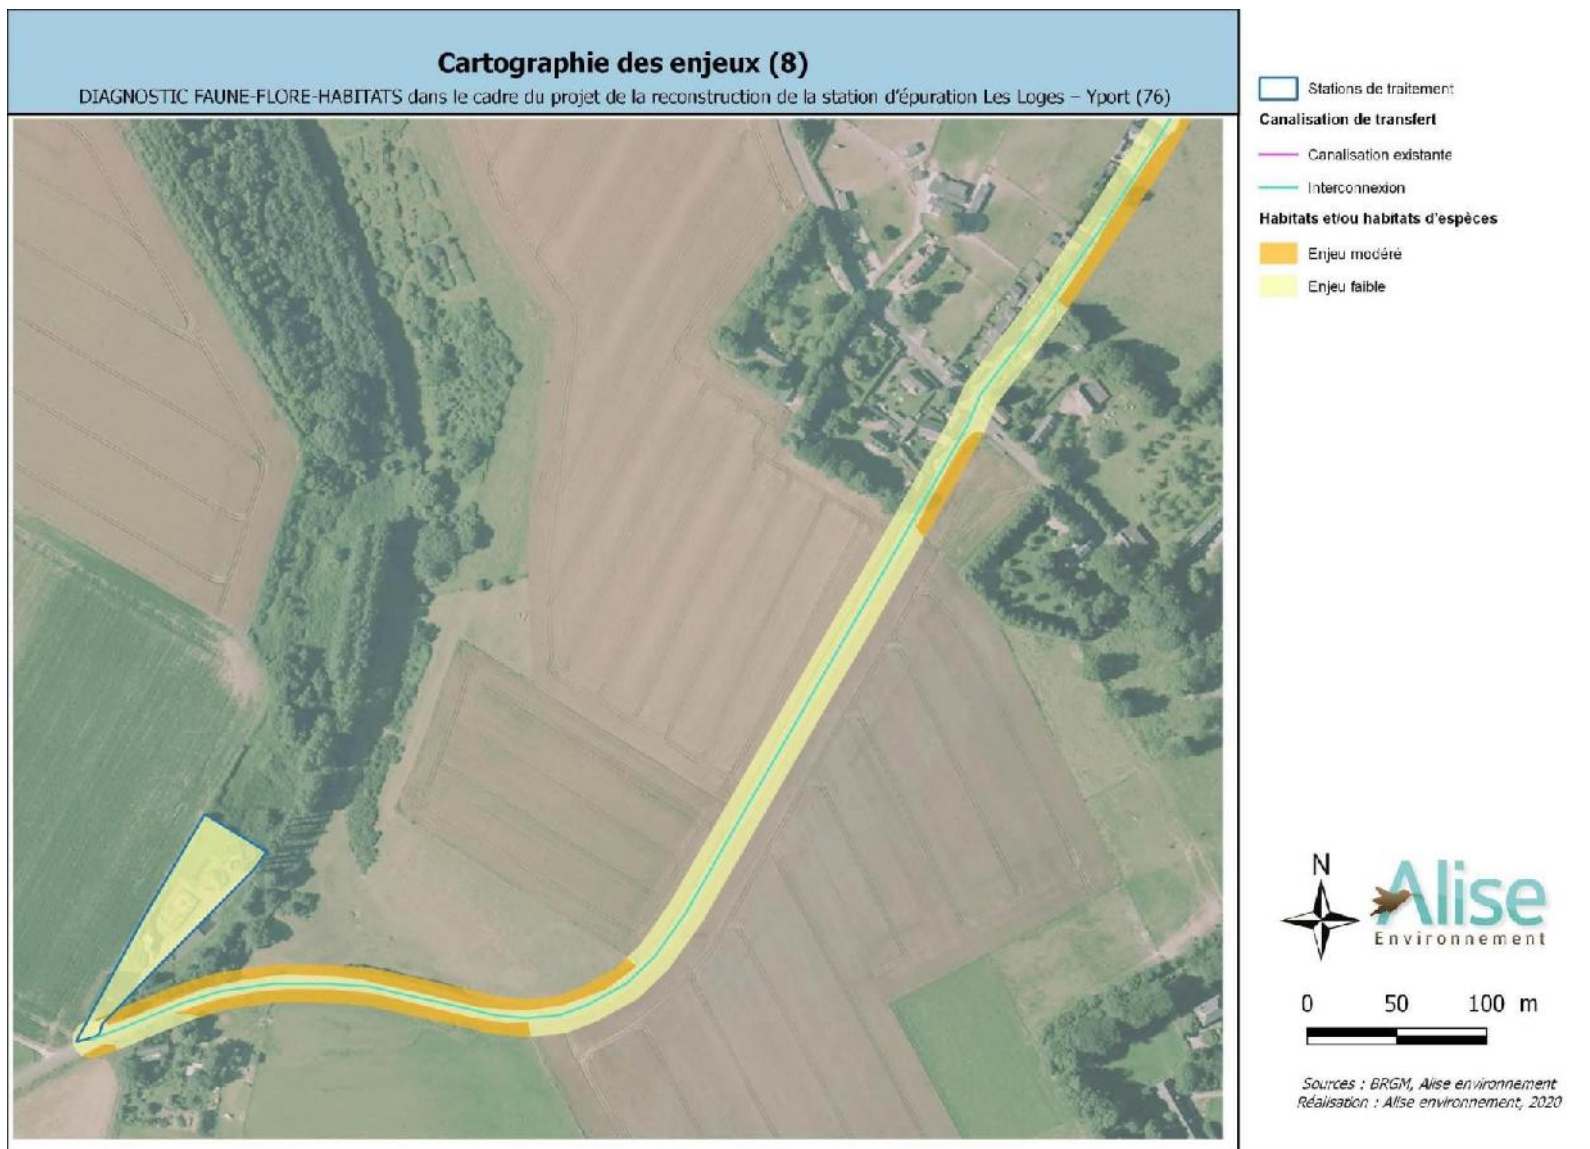 Cartographie des enjeux (8)
DIAGNOSTIC FAUNE-FLORE-HABITATS dans le cadre du projet de la reconstruction de la station d'épuration Les Loges – Yport (76)
Stations de traitement
Canalisation de transfert
Canalisation existante
Interconnexion
Habitats et/ou habitats d'espèces
Enjeu modéré
Enjeu faible
N
Alise
Environnement
0 50 100 m
Sources : BRGM, Alise environnement
Réalisation : Alise environnement, 2020